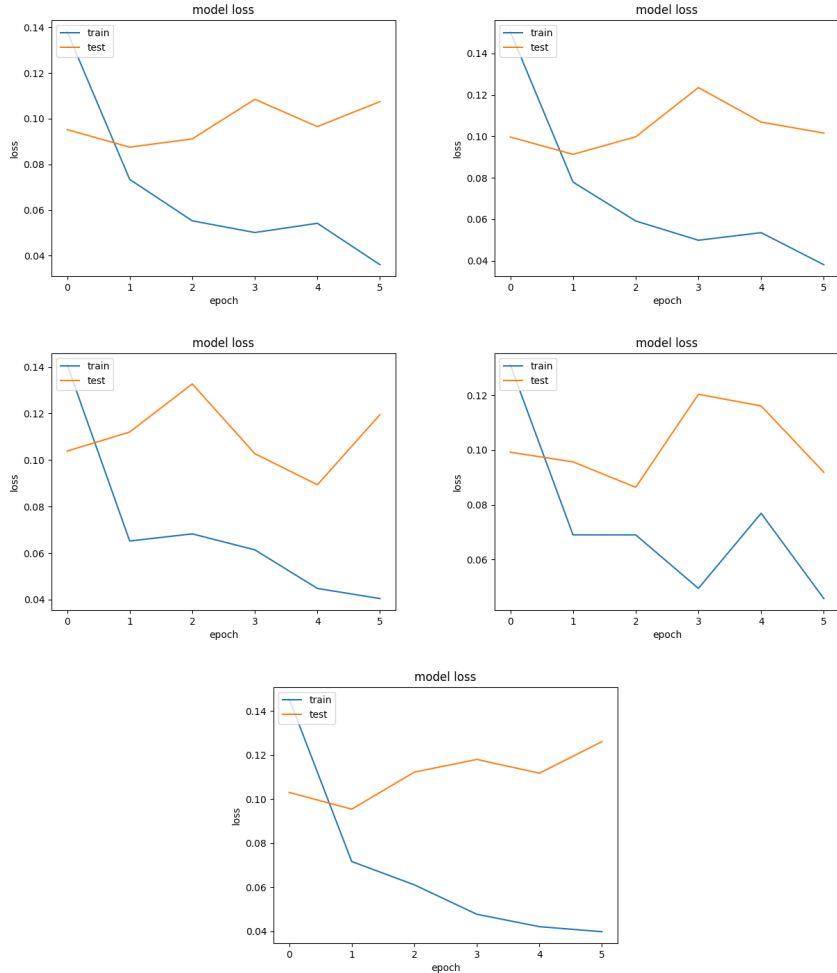 model loss
train
test
0.14
0.12
0.10
0.08
0.06
0.04
loss
0 1 2 3 4 5
epoch
model loss
train
test
0.14
0.12
0.10
0.08
0.06
0.04
loss
0 1 2 3 4 5
epoch
model loss
train
test
0.14
0.12
0.10
0.08
0.06
0.04
loss
0 1 2 3 4 5
epoch
model loss
train
test
0.12
0.10
0.08
0.06
loss
0 1 2 3 4 5
epoch
model loss
train
test
0.14
0.12
0.10
0.08
0.06
0.04
loss
0 1 2 3 4 5
epoch